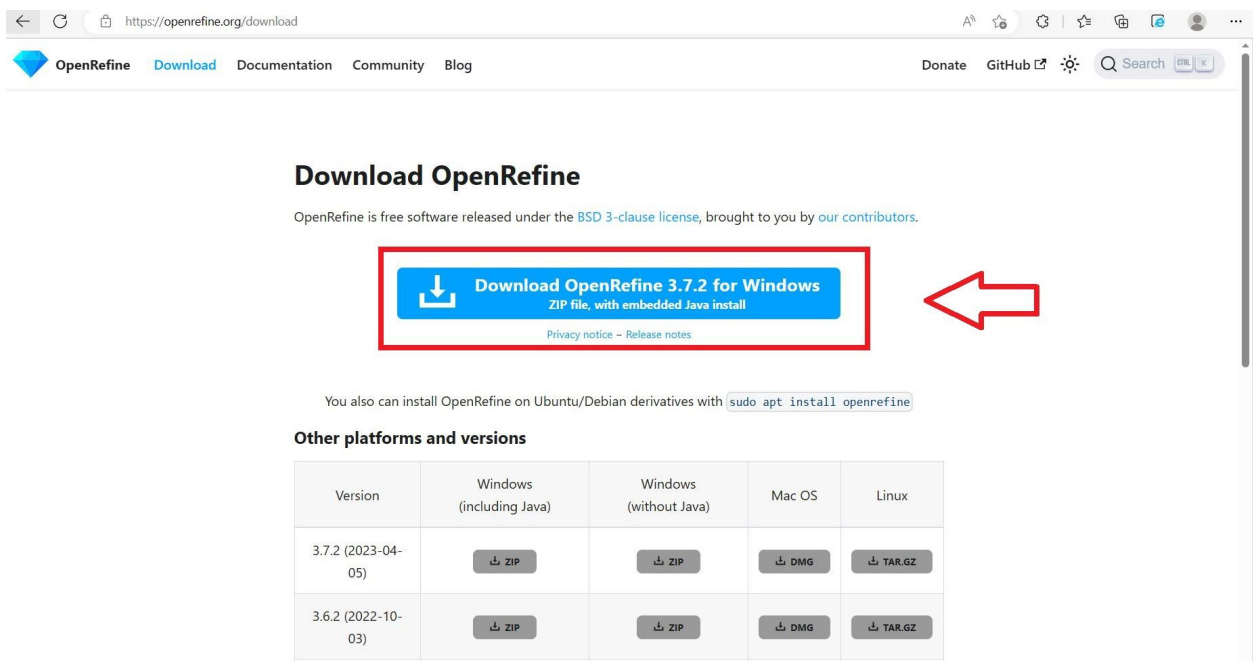 https://openrefine.org/download
OpenRefine Download Documentation Community Blog Donate GitHub Search CTRL K
Download OpenRefine
OpenRefine is free software released under the BSD 3-clause license, brought to you by our contributors.
Download OpenRefine 3.7.2 for Windows
ZIP file, with embedded Java install
Privacy notice – Release notes
You also can install OpenRefine on Ubuntu/Debian derivatives with sudo apt install openrefine
Other platforms and versions
Version Windows (including Java) Windows (without Java) Mac OS Linux
3.7.2 (2023-04-05) ZIP ZIP DMG TAR.GZ
3.6.2 (2022-10-03) ZIP ZIP DMG TAR.GZ